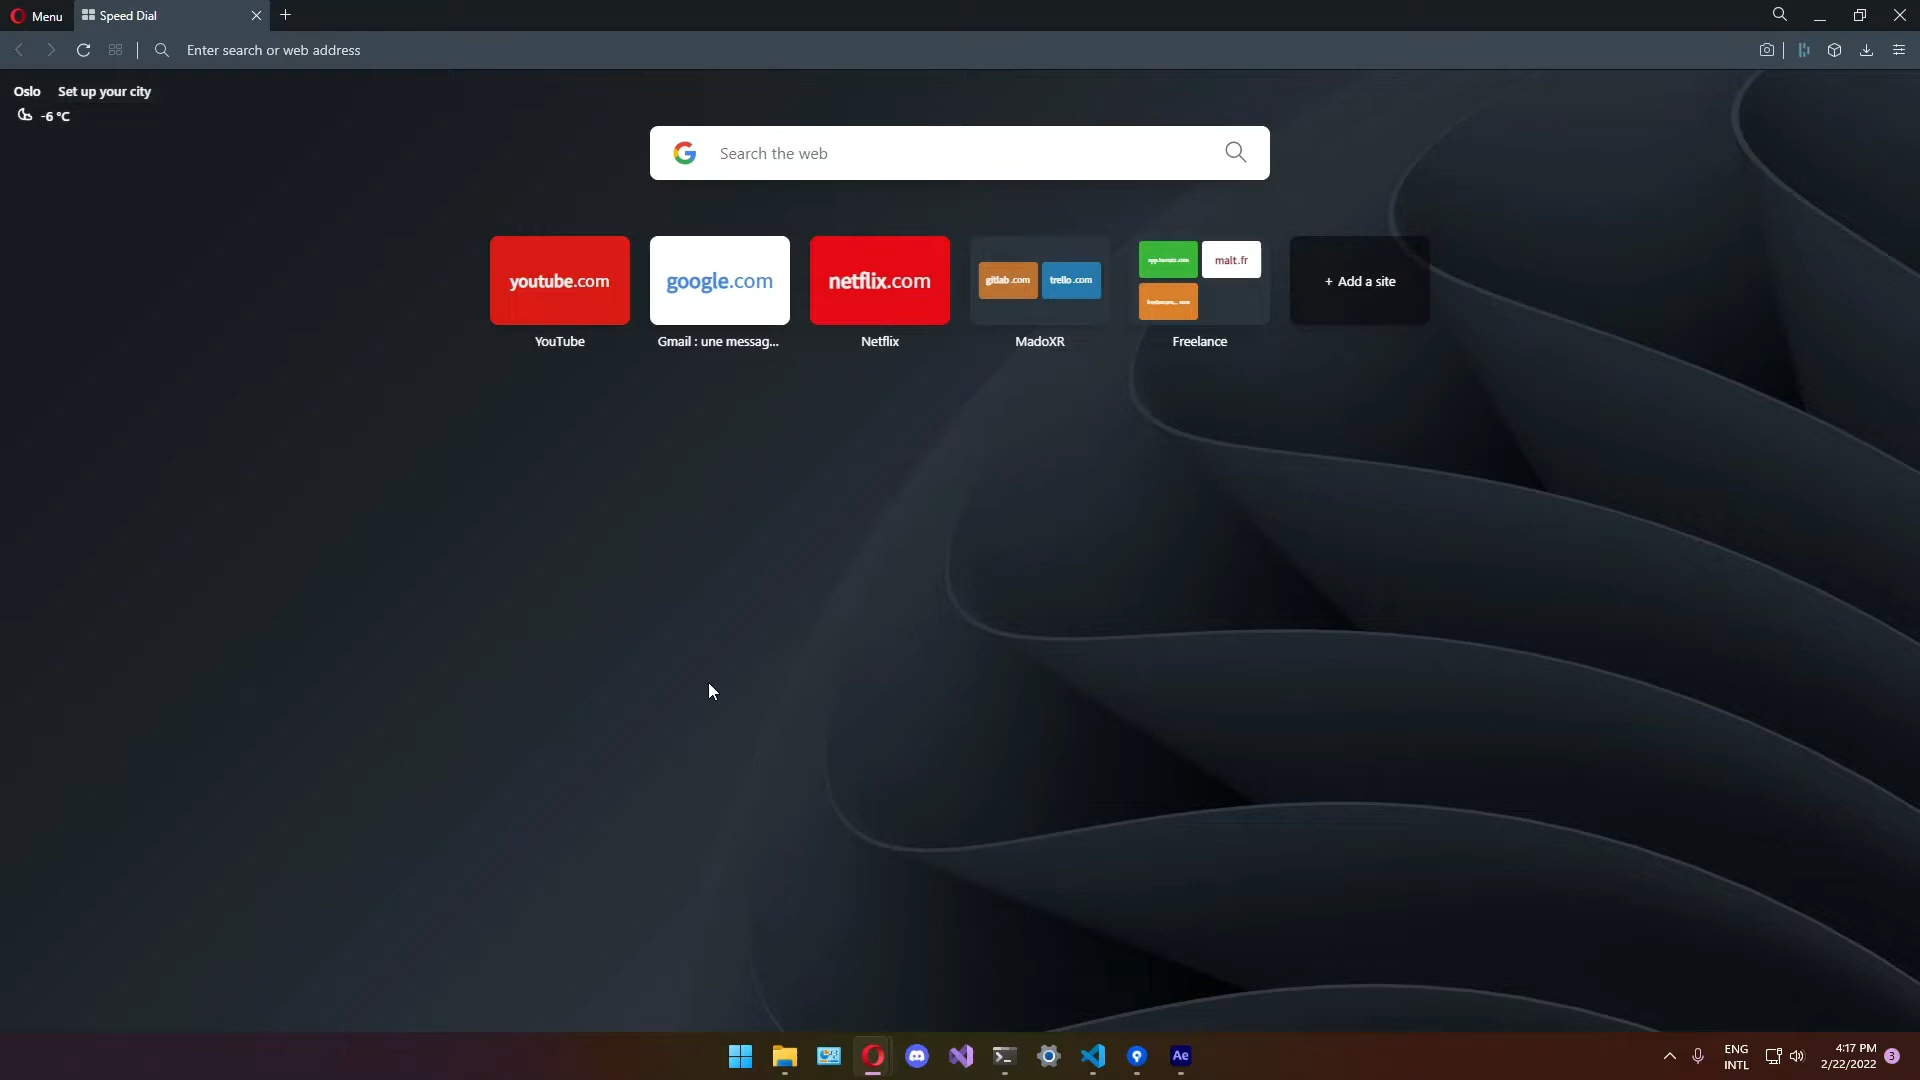 Menu
Speed Dial
Enter search or web address
Oslo Set up your city
-6 °C
Search the web
youtube.com
google.com
netflix.com
gitlab.com
trello.com
malt.fr
+ Add a site
YouTube
Gmail : une messag...
Netflix
MadoXR
Freelance
Ae
ENG
INTL
4:17 PM
2/22/2022
3